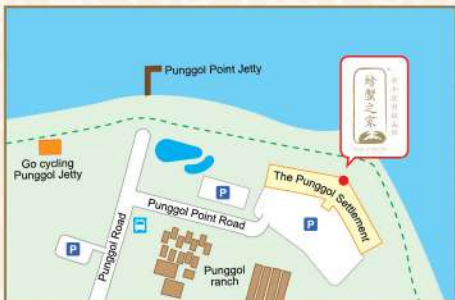 Punggol Point Jetty
螃蟹之家
Go cycling
Punggol Jetty
The Punggol Settlement
P
Punggol Point Road
P
P
Punggol Road
Punggol
ranch